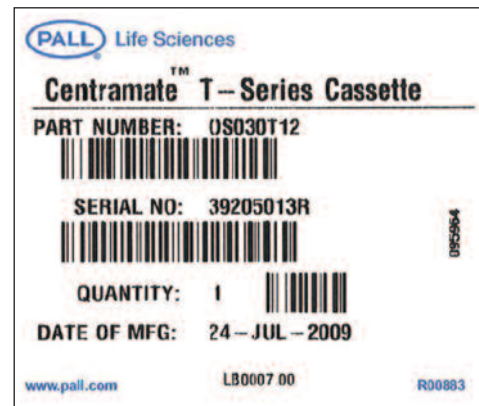 PALL Life Sciences
Centramate™ T-Series Cassette
PART NUMBER: OS030T12
SERIAL NO: 39205013R
095964
QUANTITY: 1
DATE OF MFG: 24-JUL-2009
www.pall.com LB0007.00 R00883